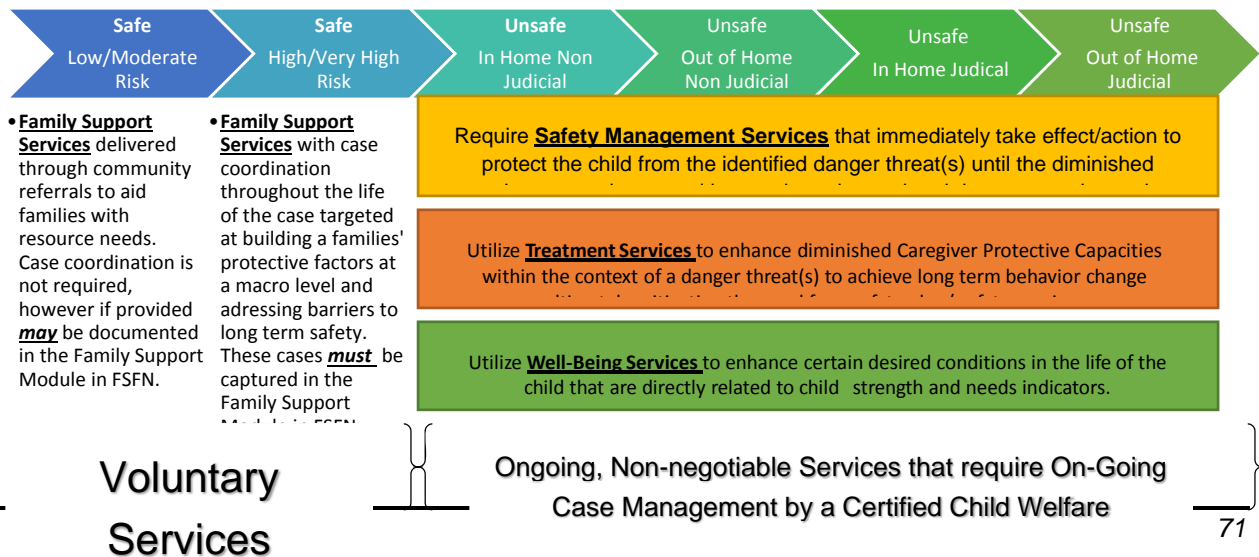 Safe
Low/Moderate
Risk
Safe
High/Very High
Risk
Unsafe
In Home Non
Judicial
Unsafe
Out of Home
Non Judicial
Unsafe
In Home Judical
Unsafe
Out of Home
Judicial
•Family Support
Services delivered
through community
referrals to aid
families with
resource needs.
Case coordination is
not required,
however if provided
may be documented
in the Family Support
Module in FSFN.
•Family Support
Services with case
coordination
throughout the life
of the case targeted
at building a families'
protective factors at
a macro level and
adressing barriers to
long term safety.
These cases must be
captured in the
Family Support
Require Safety Management Services that immediately take effect/action to
protect the child from the identified danger threat(s) until the diminished
Utilize Treatment Services to enhance diminished Caregiver Protective Capacities
within the context of a danger threat(s) to achieve long term behavior change
Utilize Well-Being Services to enhance certain desired conditions in the life of the
child that are directly related to child strength and needs indicators.
Voluntary
Services
Ongoing, Non-negotiable Services that require On-Going
Case Management by a Certified Child Welfare
71